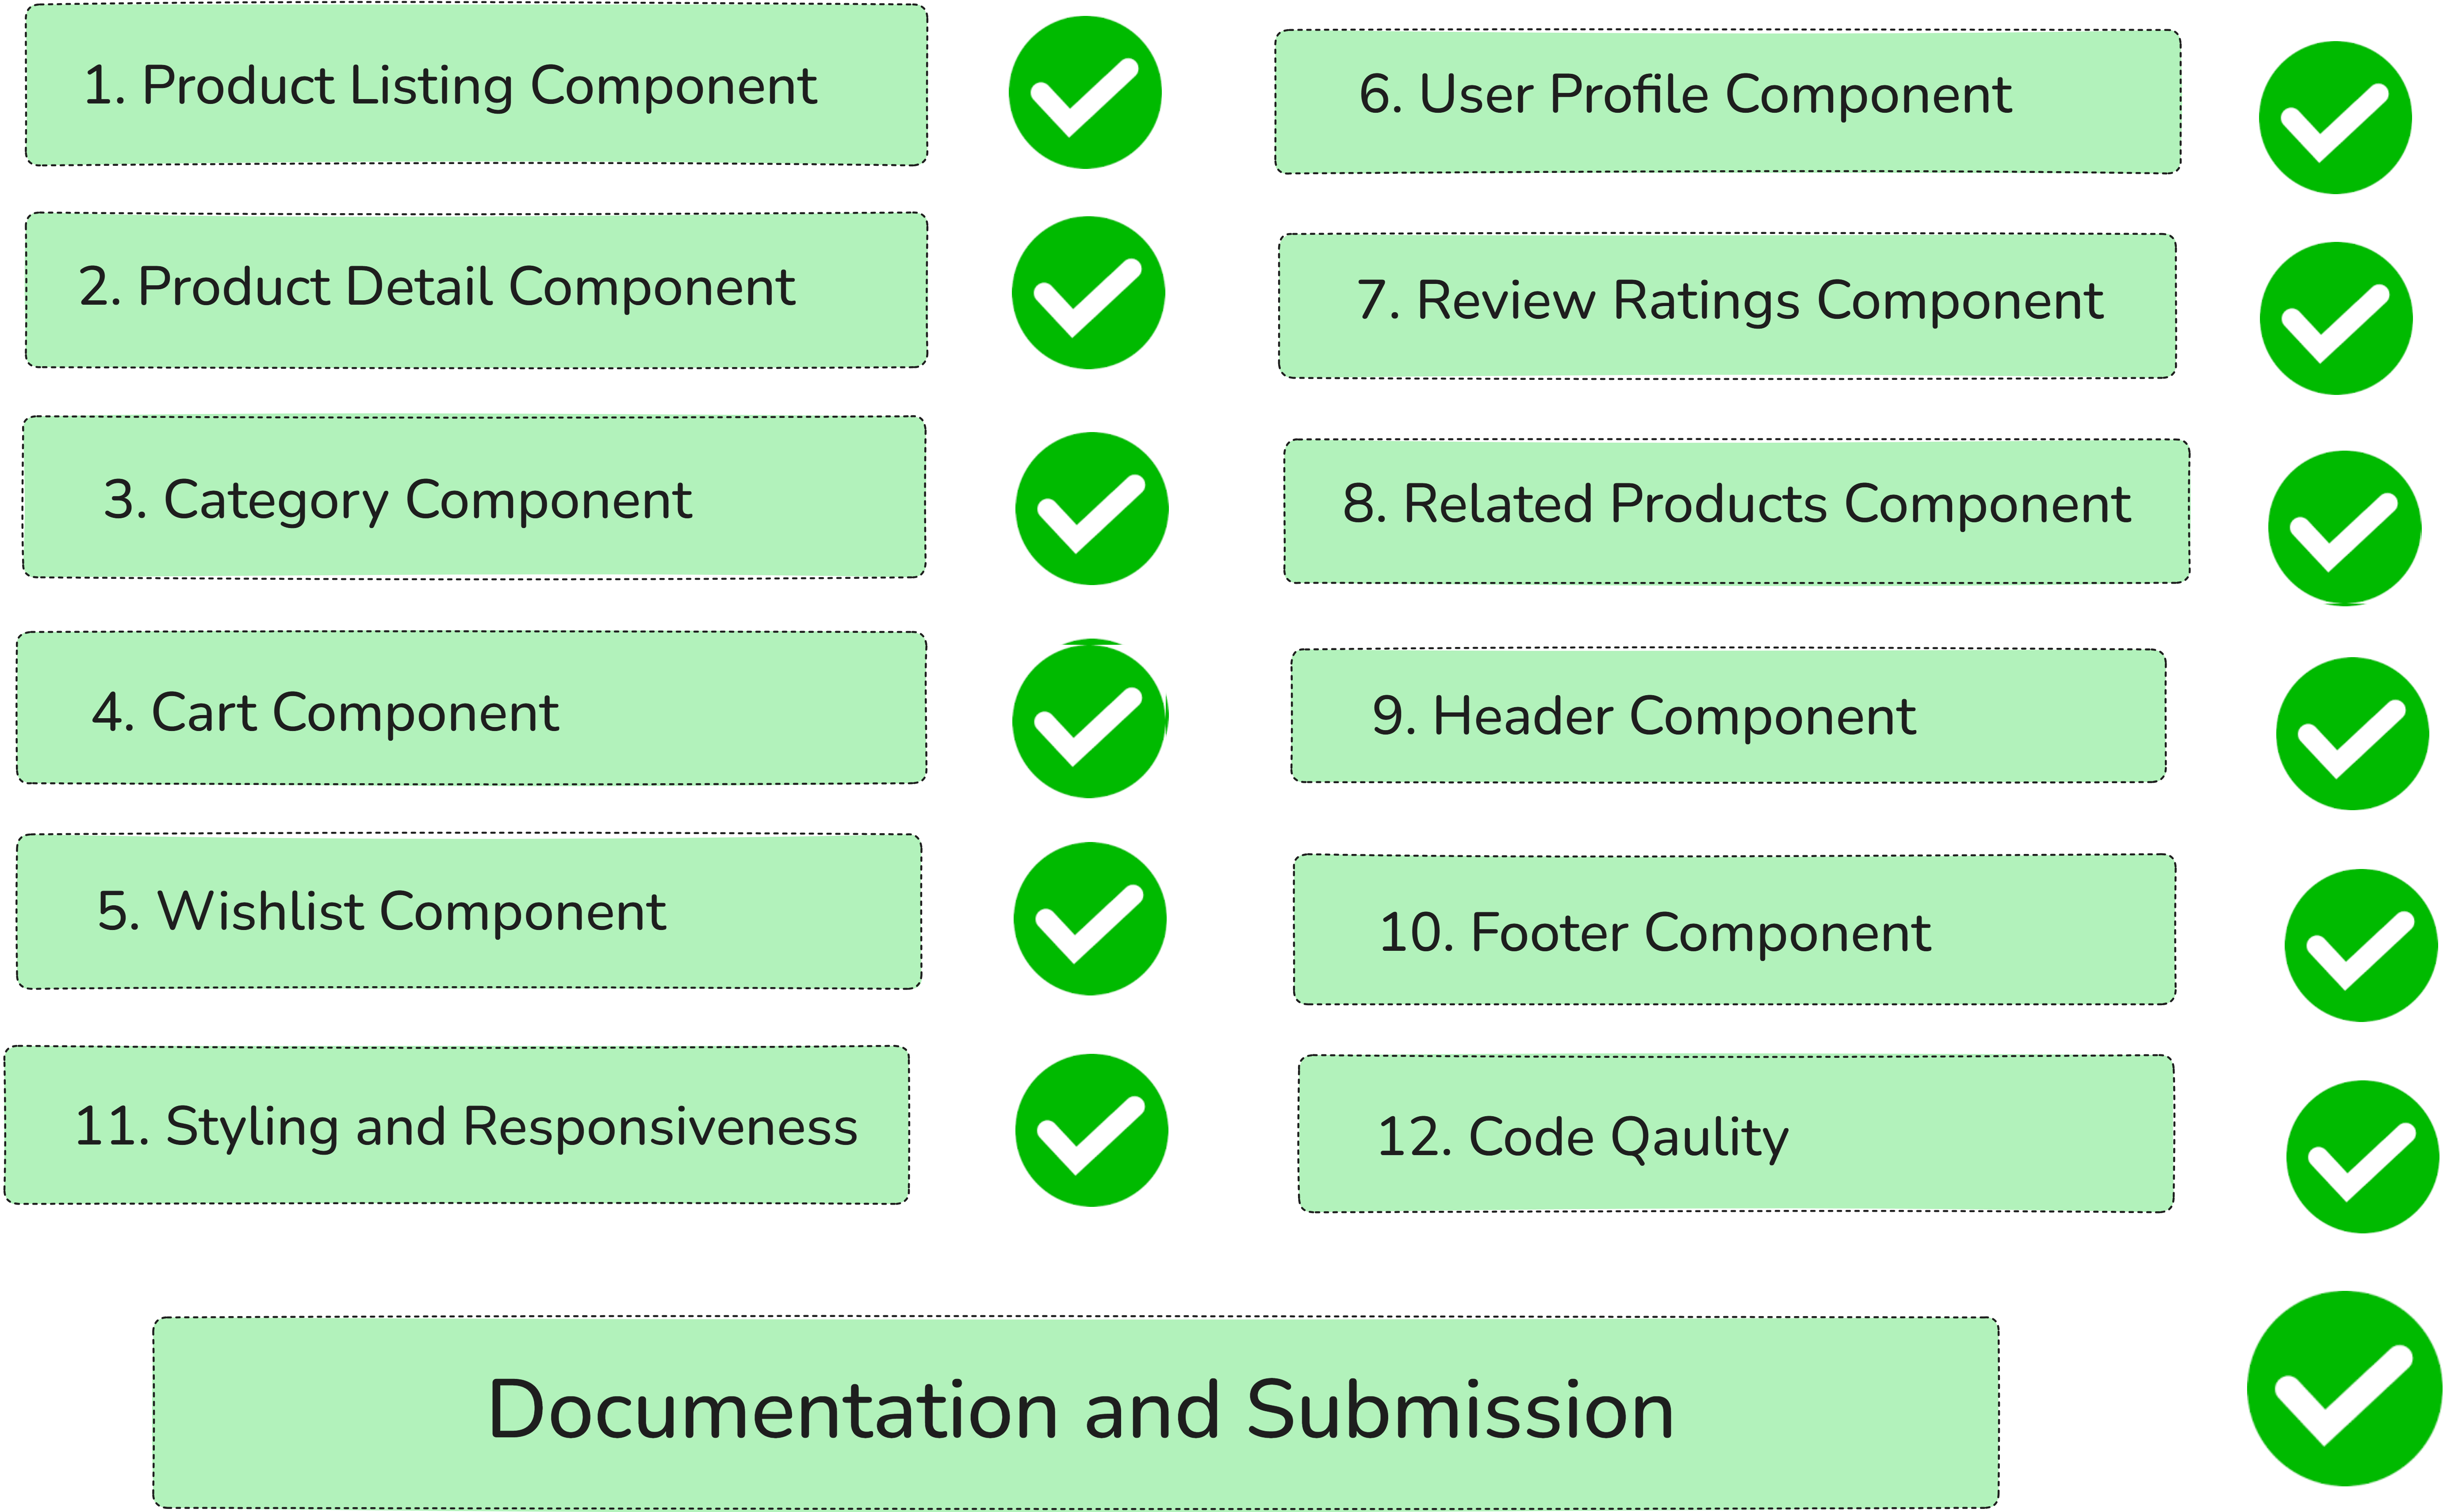 1. Product Listing Component
2. Product Detail Component
3. Category Component
4. Cart Component
5. Wishlist Component
11. Styling and Responsiveness
6. User Profile Component
7. Review Ratings Component
8. Related Products Component
9. Header Component
10. Footer Component
12. Code Qaulity
Documentation and Submission